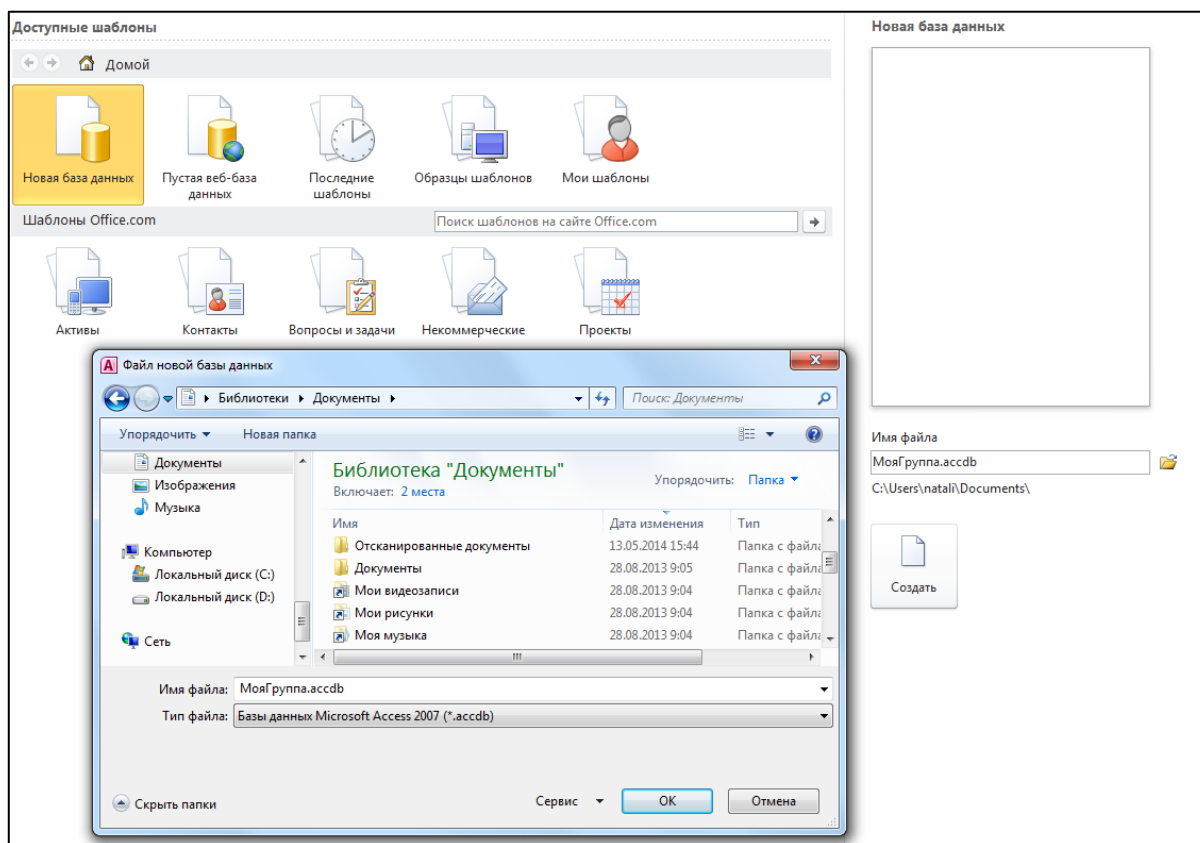 Доступные шаблоны
Домой
Новая база данных
Пустая веб-база
данных
Последние
шаблоны
Образцы шаблонов
Мои шаблоны
Шаблоны Office.com
Поиск шаблонов на сайте Office.com
Активы
Контакты
Вопросы и задачи
Некоммерческие
Проекты
Файл новой базы данных
Библиотеки
Документы
Поиск: Документы
Упорядочить
Новая папка
Документы
Изображения
Музыка
Компьютер
Локальный диск (C:)
Локальный диск (D:)
Сеть
Библиотека "Документы"
Включает: 2 места
Упорядочить: Папка
Имя Дата изменения Тип
Отсканированные документы 13.05.2014 15:44 Папка с файла
Документы 28.08.2013 9:05 Папка с файла
Мои видеозаписи 28.08.2013 9:04 Папка с файла
Мои рисунки 28.08.2013 9:04 Папка с файла
Моя музыка 28.08.2013 9:04 Папка с файла
Имя файла: МояГруппа.accdb
Тип файла: Базы данных Microsoft Access 2007 (*.accdb)
Скрыть папки
Сервис
ОК
Отмена
Новая база данных
Имя файла
МояГруппа.accdb
C:\Users\natali\Documents\
Создать